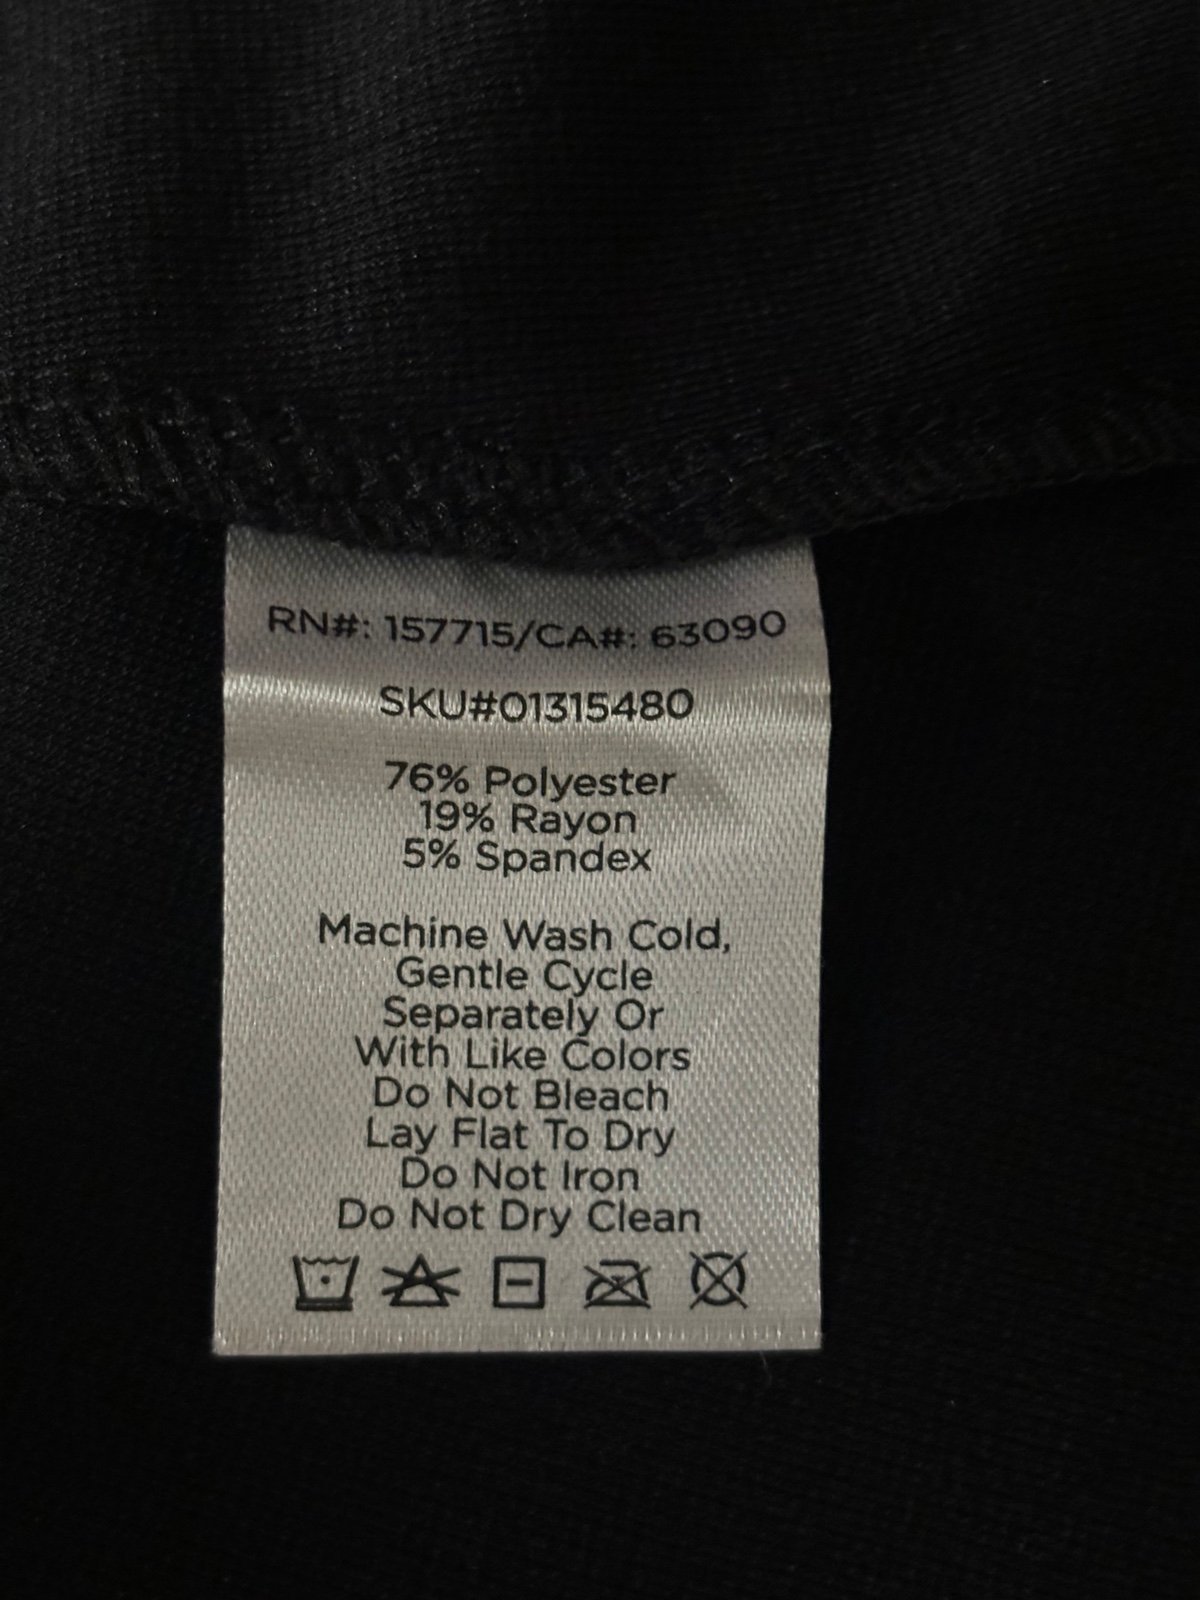 RN#: 157715/CA#: 63090
SKU#01315480
76% Polyester
19% Rayon
5% Spandex
Machine Wash Cold,
Gentle Cycle
Separately Or
With Like Colors
Do Not Bleach
Lay Flat To Dry
Do Not Iron
Do Not Dry Clean